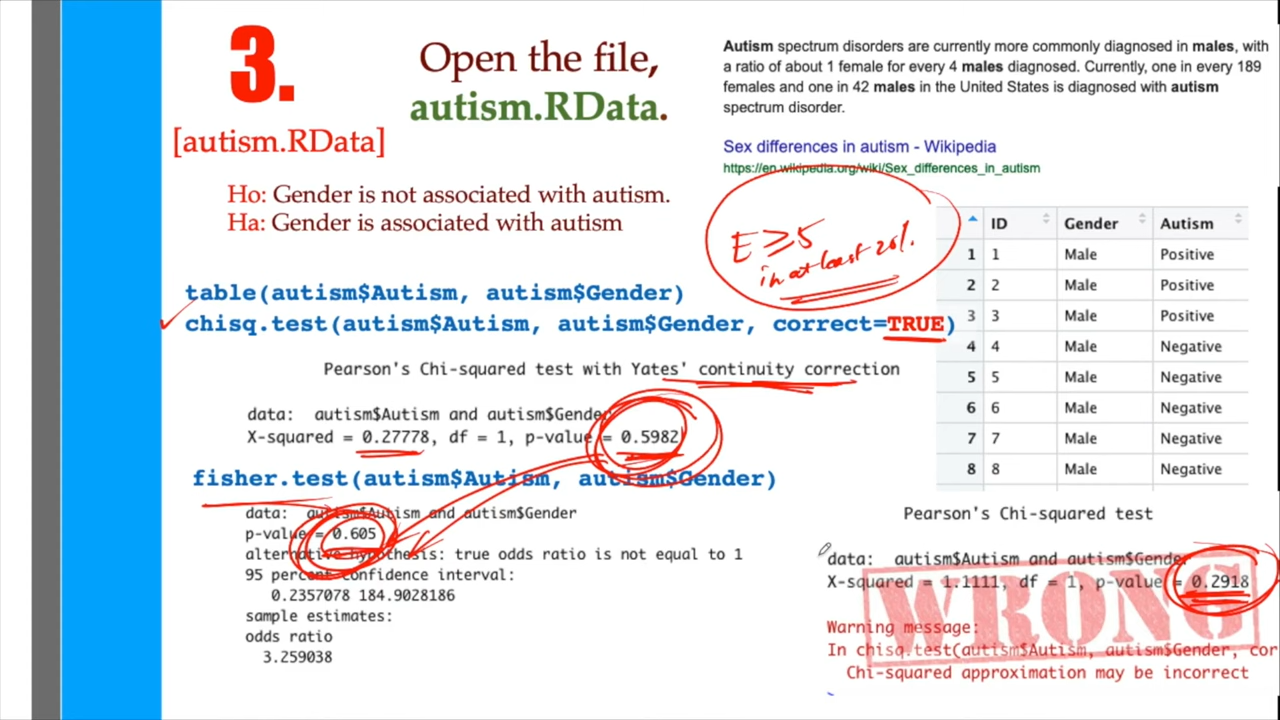 3.
[autism.RData]
Open the file,
autism.RData.
Autism spectrum disorders are currently more commonly diagnosed in males, with
a ratio of about 1 female for every 4 males diagnosed. Currently, one in every 189
females and one in 42 males in the United States is diagnosed with autism
spectrum disorder.
Sex differences in autism - Wikipedia
https://en.wikipedia.org/wiki/Sex_differences_in_autism
Ho: Gender is not associated with autism.
Ha: Gender is associated with autism
E ≥ 5
in at least 20%.
table(autism$Autism, autism$Gender)
chisq.test(autism$Autism, autism$Gender, correct=TRUE)
Pearson's Chi-squared test with Yates' continuity correction
data: autism$Autism and autism$Gender
X-squared = 0.27778, df = 1, p-value = 0.5982
fisher.test(autism$Autism, autism$Gender)
data: autism$Autism and autism$Gender
p-value = 0.605
alternative hypothesis: true odds ratio is not equal to 1
95 percent confidence interval:
0.2357078 184.9028186
sample estimates:
odds ratio
3.259038
ID Gender Autism
1 1 Male Positive
2 2 Male Positive
3 3 Male Positive
4 4 Male Negative
5 5 Male Negative
6 6 Male Negative
7 7 Male Negative
8 8 Male Negative
Pearson's Chi-squared test
data: autism$Autism and autism$Gender
X-squared = 1.1111, df = 1, p-value = 0.2918
WRONG
Warning message:
In chisq.test(autism$Autism, autism$Gender, cor
Chi-squared approximation may be incorrect